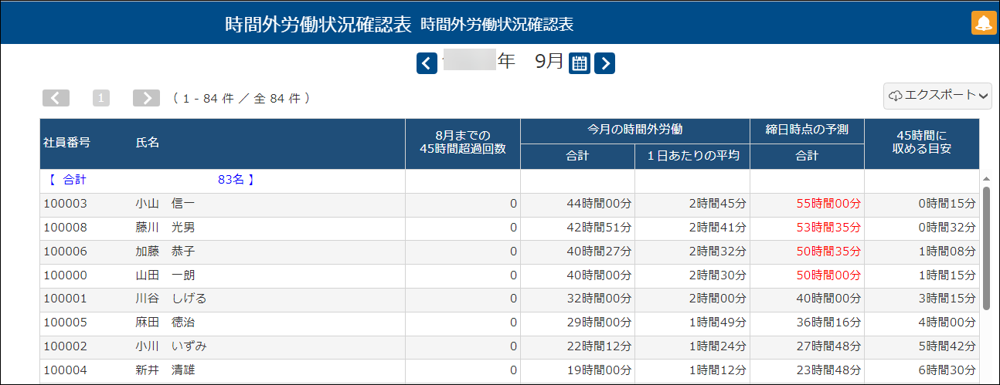 時間外労働状況確認表 時間外労働状況確認表
年 9月
1 （ 1 - 84 件 ／ 全 84 件 ）
エクスポート
社員番号 氏名 8月までの 45時間超過回数 今月の時間外労働 締日時点の予測 45時間に 収める目安
合計 １日あたりの平均 合計
【 合計 83名 】
100003 小山 信一 0 44時間00分 2時間45分 55時間00分 0時間15分
100008 藤川 光男 0 42時間51分 2時間41分 53時間35分 0時間32分
100006 加藤 恭子 0 40時間27分 2時間32分 50時間35分 1時間08分
100000 山田 一朗 0 40時間00分 2時間30分 50時間00分 1時間15分
100001 川谷 しげる 0 32時間00分 2時間00分 40時間00分 3時間15分
100005 麻田 徳治 0 29時間00分 1時間49分 36時間16分 4時間00分
100002 小川 いずみ 0 22時間12分 1時間24分 27時間48分 5時間42分
100004 新井 清雄 0 19時間00分 1時間12分 23時間48分 6時間30分